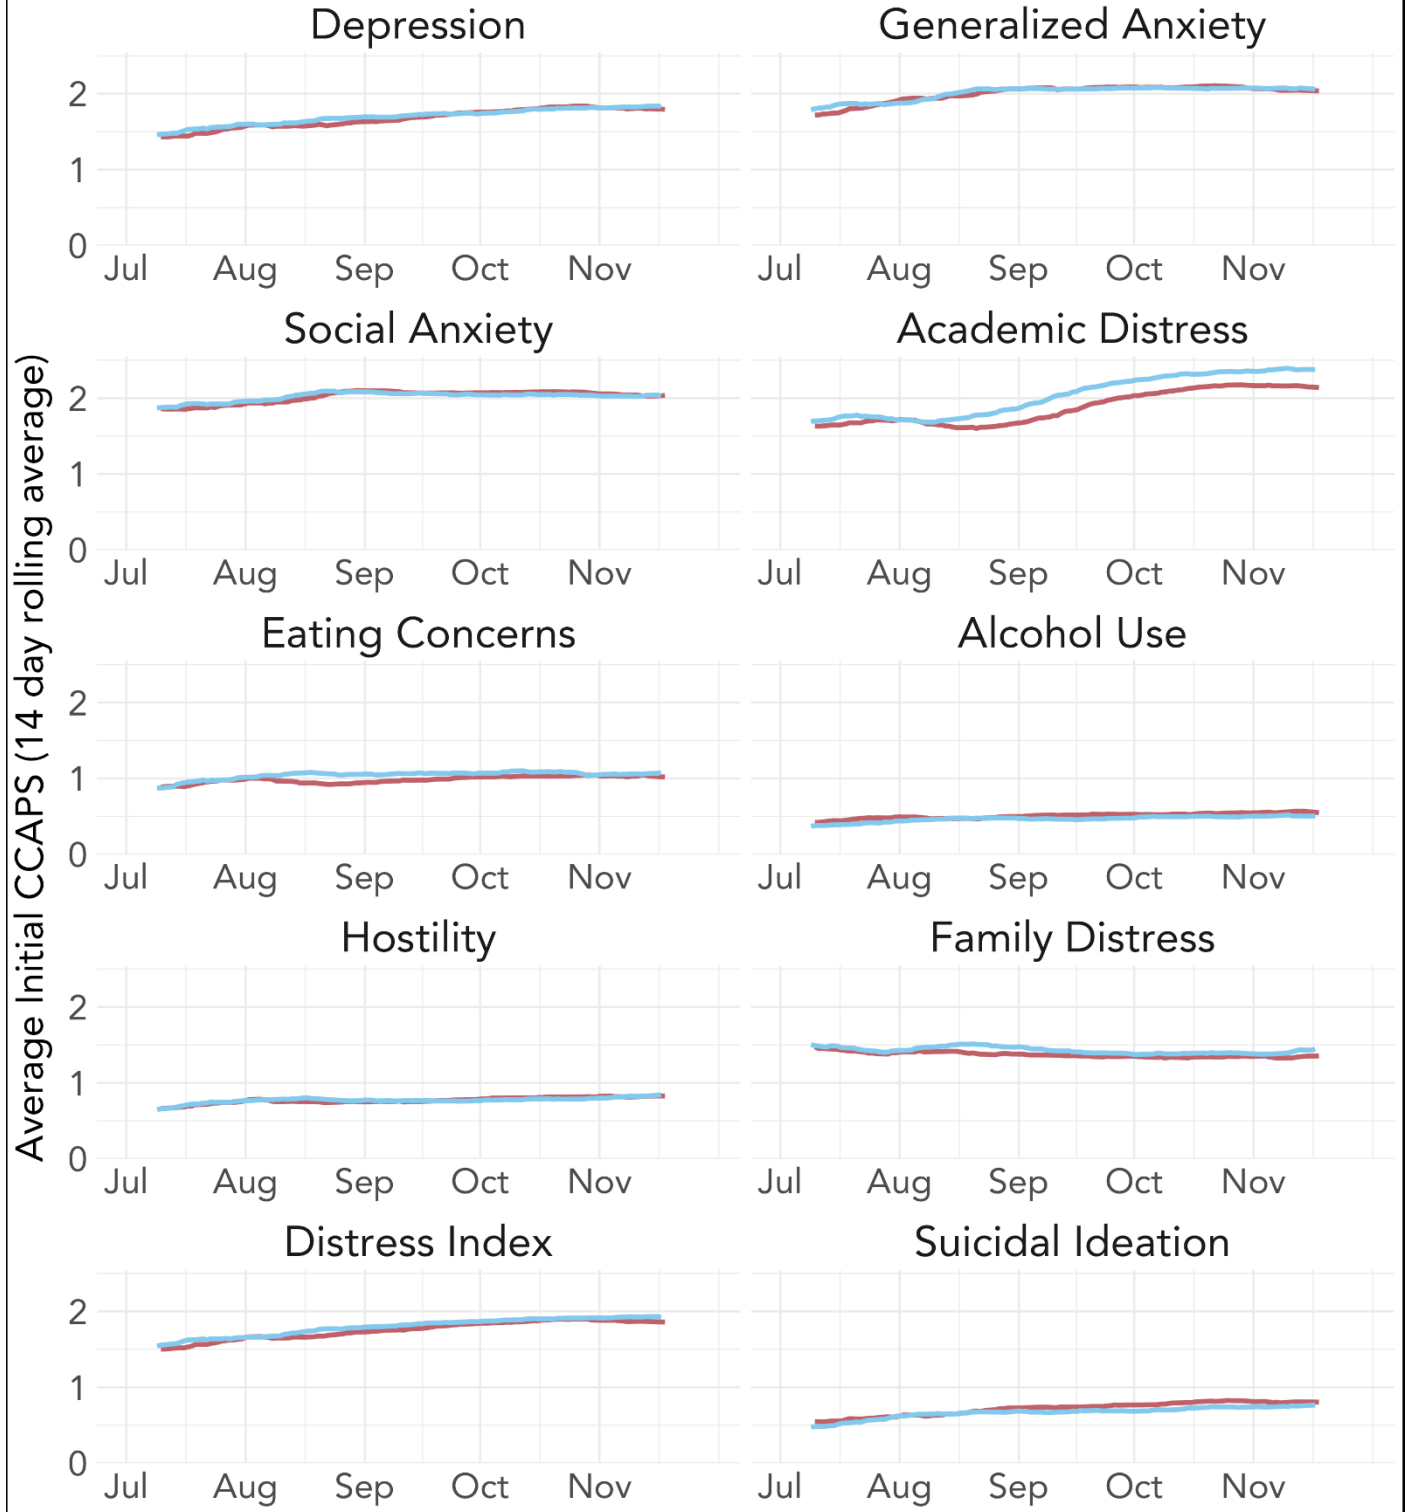 Average Initial CCAPS (14 day rolling average)
Depression
2
1
0
Jul Aug Sep Oct Nov
Generalized Anxiety
Jul Aug Sep Oct Nov
Social Anxiety
2
1
0
Jul Aug Sep Oct Nov
Academic Distress
Jul Aug Sep Oct Nov
Eating Concerns
2
1
0
Jul Aug Sep Oct Nov
Alcohol Use
Jul Aug Sep Oct Nov
Hostility
2
1
0
Jul Aug Sep Oct Nov
Family Distress
Jul Aug Sep Oct Nov
Distress Index
2
1
0
Jul Aug Sep Oct Nov
Suicidal Ideation
Jul Aug Sep Oct Nov